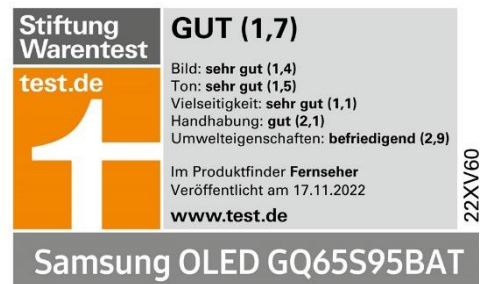 Stiftung
Warentest
test.de
GUT (1,7)
Bild: sehr gut (1,4)
Ton: sehr gut (1,5)
Vielseitigkeit: sehr gut (1,1)
Handhabung: gut (2,1)
Umwelteigenschaften: befriedigend (2,9)
Im Produktfinder Fernseher
Veröffentlicht am 17.11.2022
www.test.de
22XV60
Samsung OLED GQ65S95BAT